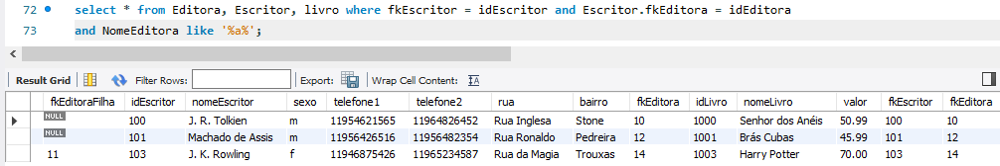 72 select * from Editora, Escritor, livro where fkEscritor = idEscritor and Escritor.fkEditora = idEditora
73 and NomeEditora like '%a%';
Result Grid Filter Rows: Export: Wrap Cell Content:
fkEditoraFilha idEscritor nomeEscritor sexo telefone1 telefone2 rua bairro fkEditora idLivro nomeLivro valor fkEscritor fkEditora
NULL 100 J. R. Tolkien m 11954621565 11964826452 Rua Inglesa Stone 10 1000 Senhor dos Anéis 50.99 100 10
NULL 101 Machado de Assis m 11956426516 11956482354 Rua Ronaldo Pedreira 12 1001 Brás Cubas 45.99 101 12
11 103 J. K. Rowling f 11946875426 11965234587 Rua da Magia Trouxas 14 1003 Harry Potter 70.00 103 14